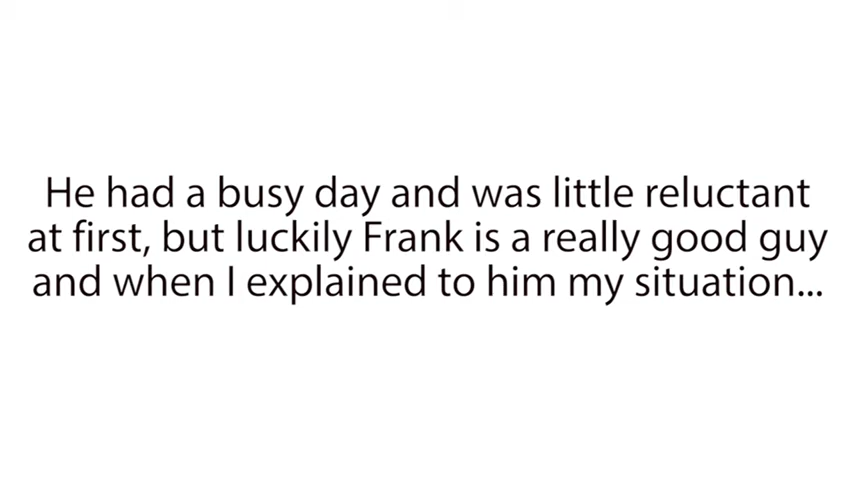 He had a busy day and was little reluctant
at first, but luckily Frank is a really good guy
and when I explained to him my situation...